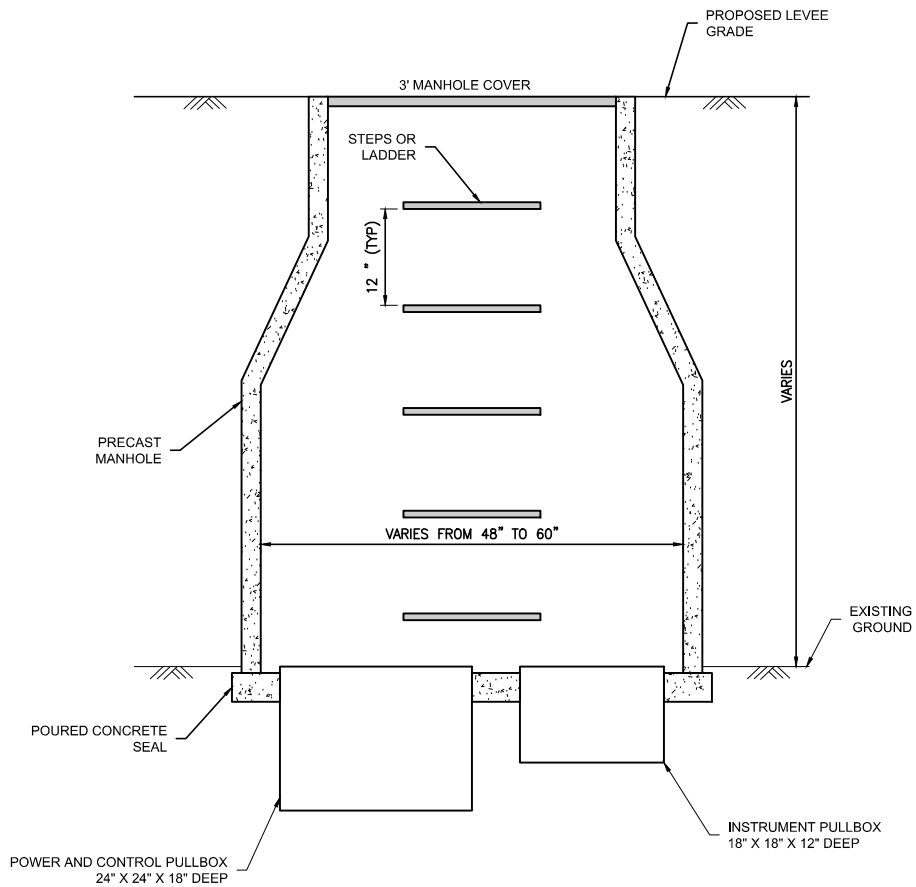 PROPOSED LEVEE
GRADE
3' MANHOLE COVER
STEPS OR
LADDER
12 " (TYP)
VARIES
PRECAST
MANHOLE
VARIES FROM 48" TO 60"
EXISTING
GROUND
POURED CONCRETE
SEAL
INSTRUMENT PULLBOX
18" X 18" X 12" DEEP
POWER AND CONTROL PULLBOX
24" X 24" X 18" DEEP